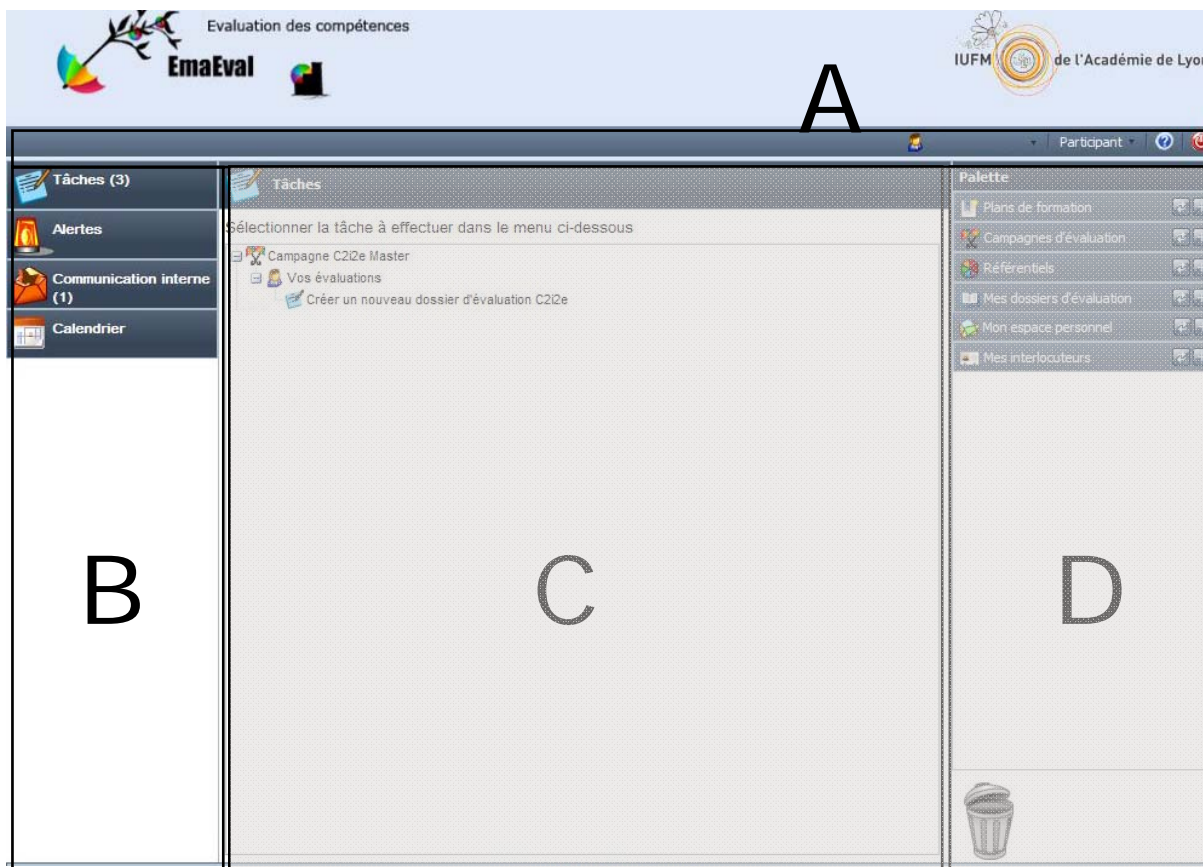 Evaluation des compétences
EmaEval
IUFM de l'Académie de Lyon
A
Participant
Tâches (3)
Alertes
Communication interne
(1)
Calendrier
B
Tâches
Sélectionner la tâche à effectuer dans le menu ci-dessous
Campagne C2i2e Master
Vos évaluations
Créer un nouveau dossier d'évaluation C2i2e
C
Palette
Plans de formation
Campagnes d'évaluation
Référentiels
Mes dossiers d'évaluation
Mon espace personnel
Mes interlocuteurs
D